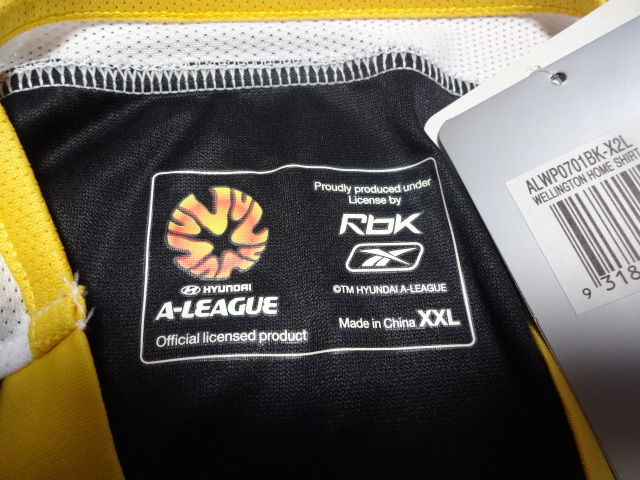 Proudly produced under
License by
RbK
HYUNDAI
A-LEAGUE
©TM HYUNDAI A-LEAGUE
Official licensed product
Made in China XXL
ALWP0701BK-X2L
WELLINGTON HOME SHIRT
9 318